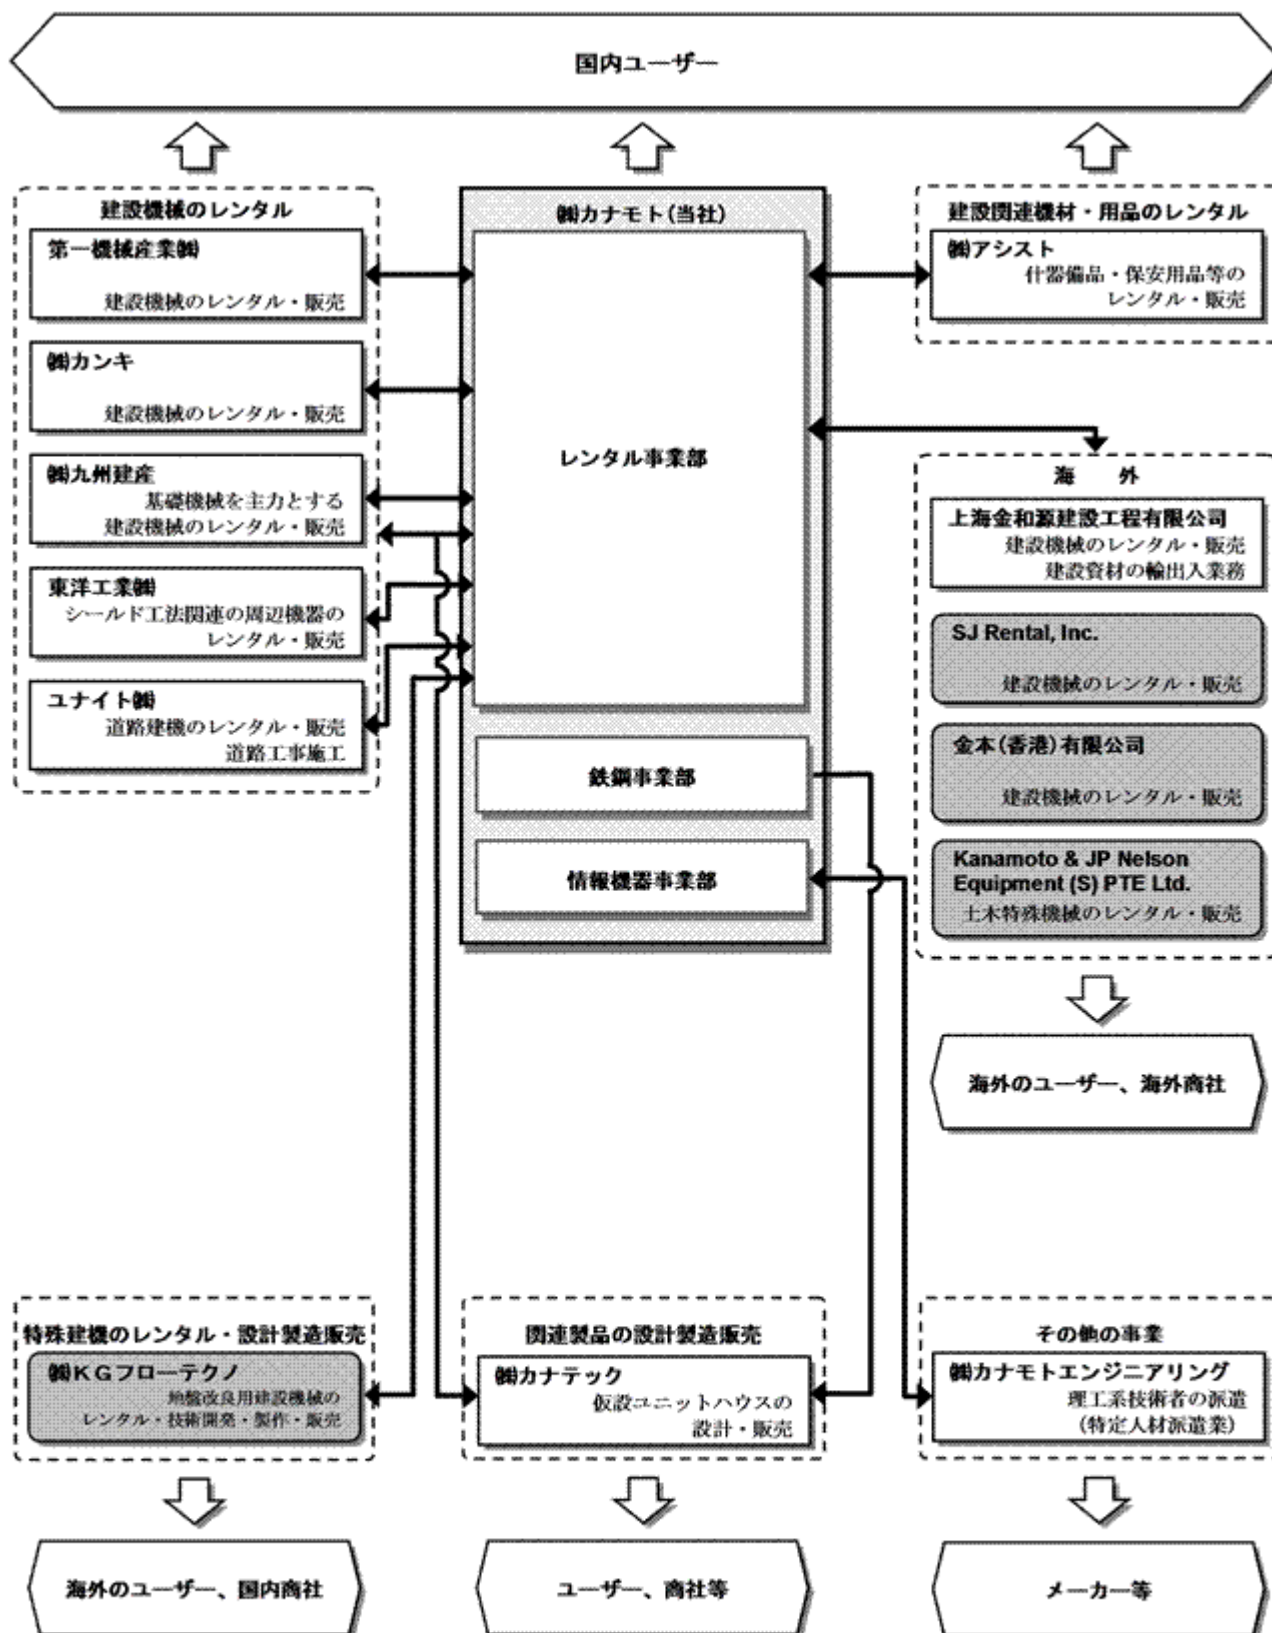 国内ユーザー
建設機械のレンタル
第一機械産業㈱
建設機械のレンタル・販売
㈱カンキ
建設機械のレンタル・販売
㈱九州建産
基礎機械を主力とする
建設機械のレンタル・販売
東洋工業㈱
シールド工法関連の周辺機器の
レンタル・販売
ユナイト㈱
道路建機のレンタル・販売
道路工事施工
㈱カナモト(当社)
レンタル事業部
鉄鋼事業部
情報機器事業部
建設関連機材・用品のレンタル
㈱アシスト
什器備品・保安用品等の
レンタル・販売
海　外
上海金和源建設工程有限公司
建設機械のレンタル・販売
建設資材の輸出入業務
SJ Rental, Inc.
建設機械のレンタル・販売
金本(香港)有限公司
建設機械のレンタル・販売
Kanamoto & JP Nelson
Equipment (S) PTE Ltd.
土木特殊機械のレンタル・販売
海外のユーザー、海外商社
特殊建機のレンタル・設計製造販売
㈱KGフローテクノ
地盤改良用建設機械の
レンタル・技術開発・製作・販売
海外のユーザー、国内商社
関連製品の設計製造販売
㈱カナテック
仮設ユニットハウスの
設計・販売
ユーザー、商社等
その他の事業
㈱カナモトエンジニアリング
理工系技術者の派遣
(特定人材派遣業)
メーカー等